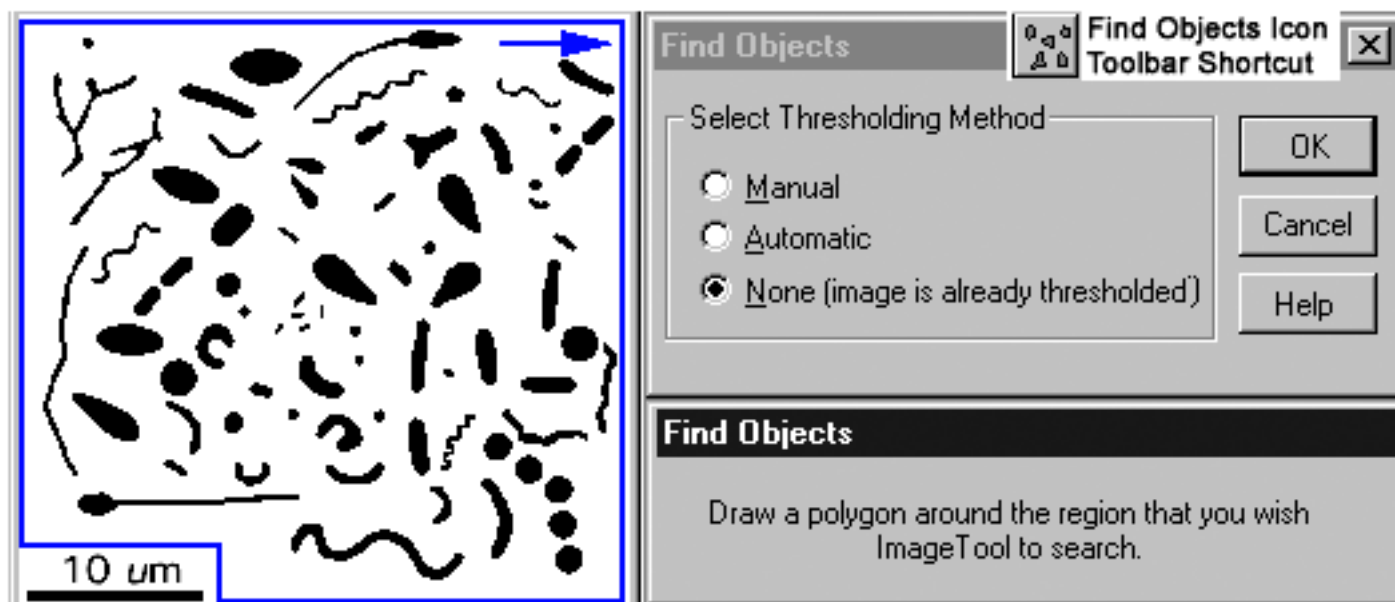 10 um
Find Objects
Find Objects Icon
Toolbar Shortcut
Select Thresholding Method
Manual
Automatic
None (image is already thresholded)
OK
Cancel
Help
Find Objects
Draw a polygon around the region that you wish
ImageTool to search.